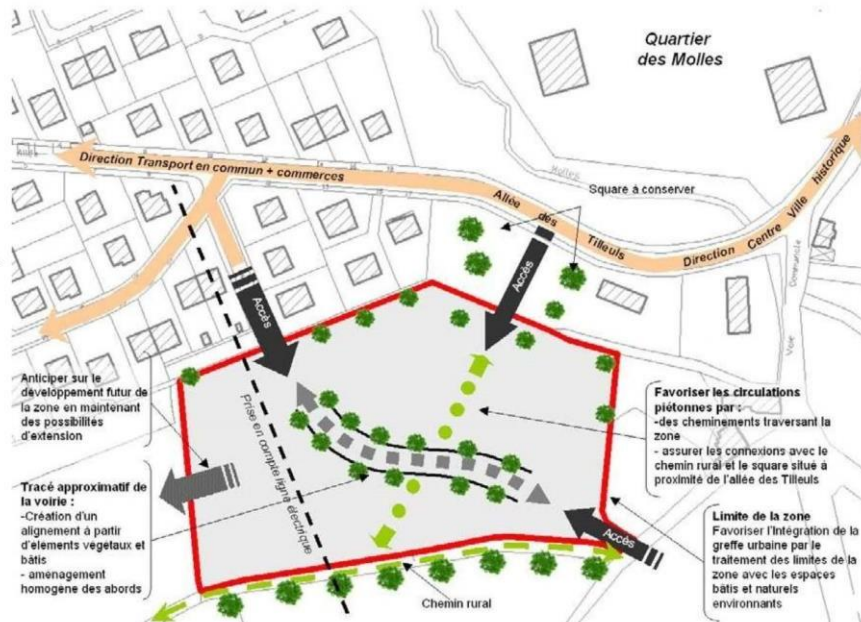 Quartier
des Molles
Direction Transport en commun + commerces
Molles
Square à conserver
Allée des Tilleuls
Direction Centre Ville historique
Voie Communale
Accès
Accès
Anticiper sur le
développement futur de
la zone en maintenant
des possibilités
d'extension
Prise en compte ligne électrique
Favoriser les circulations
piétonnes par :
-des cheminements traversant la
zone
- assurer les connexions avec le
chemin rural et le square situé à
proximité de l'allée des Tilleuls
Tracé approximatif de
la voirie :
-Création d'un
alignement à partir
d'éléments végétaux et
bâtis
- aménagement
homogène des abords
Accès
Limite de la zone
Favoriser l'Intégration de la
greffe urbaine par le
traitement des limites de la
zone avec les espaces
bâtis et naturels
environnants
Chemin rural